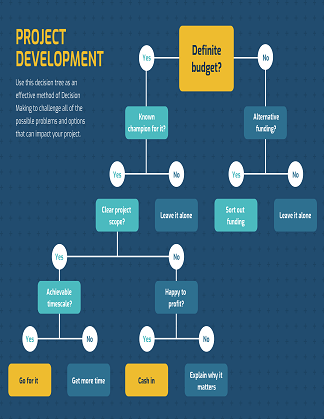 PROJECT
DEVELOPMENT
Use this decision tree as an
effective method of Decision
Making to challenge all of the
possible problems and options
that can impact your project.
Definite
budget?
Yes
No
Known
champion for it?
Alternative
funding?
Yes
No
Yes
No
Clear project
scope?
Leave it alone
Sort out
funding
Leave it alone
Yes
No
Achievable
timescale?
Happy to
profit?
Yes
No
Yes
No
Go for it
Get more time
Cash in
Explain why it
matters